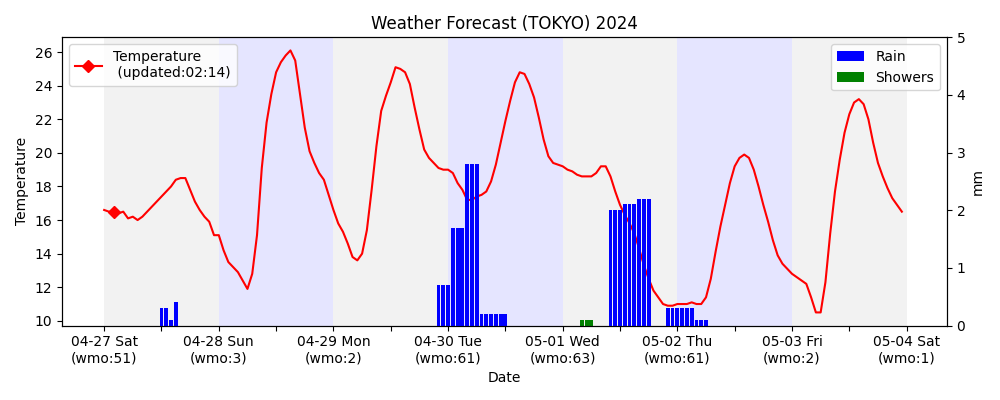 Weather Forecast (TOKYO) 2024
Temperature
(updated:02:14)
Rain
Showers
Temperature
26
24
22
20
18
16
14
12
10
5
4
3
2
1
0
mm
04-27 Sat
(wmo:51)
04-28 Sun
(wmo:3)
04-29 Mon
(wmo:2)
04-30 Tue
(wmo:61)
05-01 Wed
(wmo:63)
05-02 Thu
(wmo:61)
05-03 Fri
(wmo:2)
05-04 Sat
(wmo:1)
Date